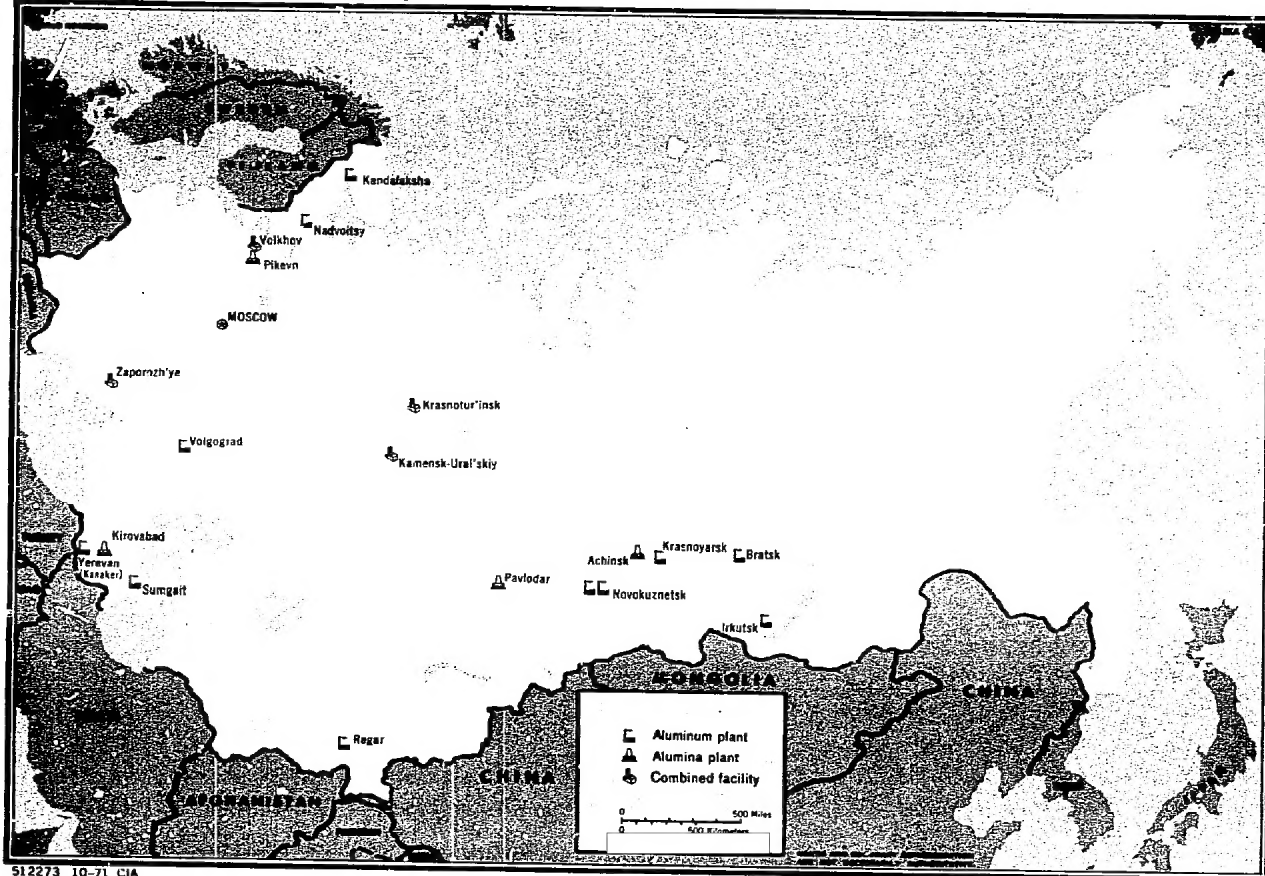 Kandalaksha
Nadvoitsy
Volkhov
Pikevn
MOSCOW
Zaporozh'ye
Krasnotur'insk
Volgograd
Kamensk-Ural'skiy
Kirovabad
Yerevan
(Kanaker)
Sumgait
Achinsk
Krasnoyarsk
Bratsk
Pavlodar
Novokuznetsk
Irkutsk
MONGOLIA
CHINA
Regar
CHINA
AFGHANISTAN
Aluminum plant
Alumina plant
Combined facility
0 500 Miles
0 500 Kilometers
JAPAN
512273 10-71 CIA